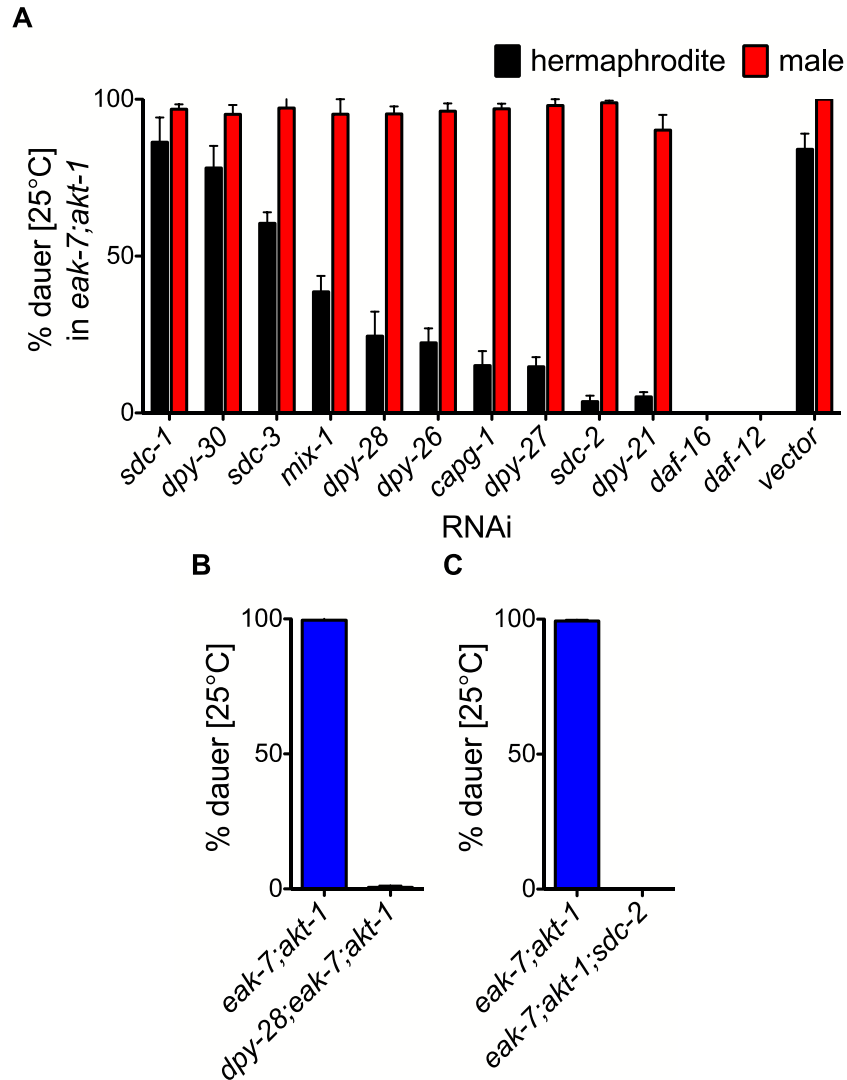 A
hermaphrodite male
% dauer [25°C]
in eak-7;akt-1
100
50
0
sdc-1 dpy-30 sdc-3 mix-1 dpy-28 dpy-26 capg-1 dpy-27 sdc-2 dpy-21 daf-16 daf-12 vector
RNAi
B
% dauer [25°C]
100
50
0
eak-7;akt-1
dpy-28;eak-7;akt-1
C
% dauer [25°C]
100
50
0
eak-7;akt-1
eak-7;akt-1;sdc-2